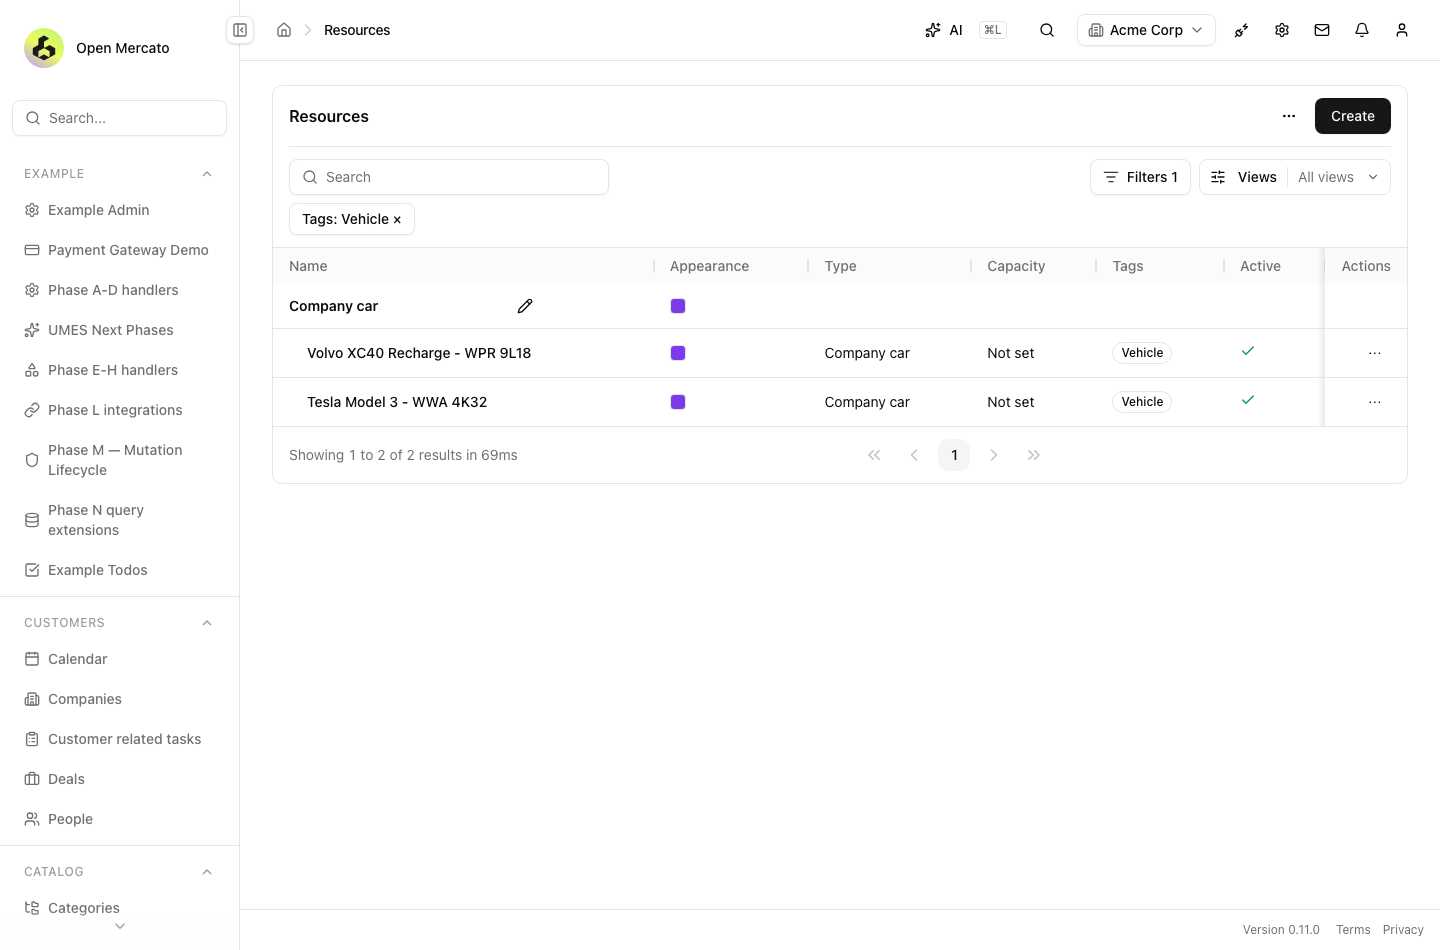 Open Mercato
Search...
EXAMPLE
Example Admin
Payment Gateway Demo
Phase A-D handlers
UMES Next Phases
Phase E-H handlers
Phase L integrations
Phase M — Mutation
Lifecycle
Phase N query
extensions
Example Todos
CUSTOMERS
Calendar
Companies
Customer related tasks
Deals
People
CATALOG
Categories
Resources
AI ⌘L
Acme Corp
Resources
Create
Search
Filters 1
Views All views
Tags: Vehicle ×
Name Appearance Type Capacity Tags Active Actions
Company car
Volvo XC40 Recharge - WPR 9L18 Company car Not set Vehicle
Tesla Model 3 - WWA 4K32 Company car Not set Vehicle
Showing 1 to 2 of 2 results in 69ms
1
Version 0.11.0 Terms Privacy